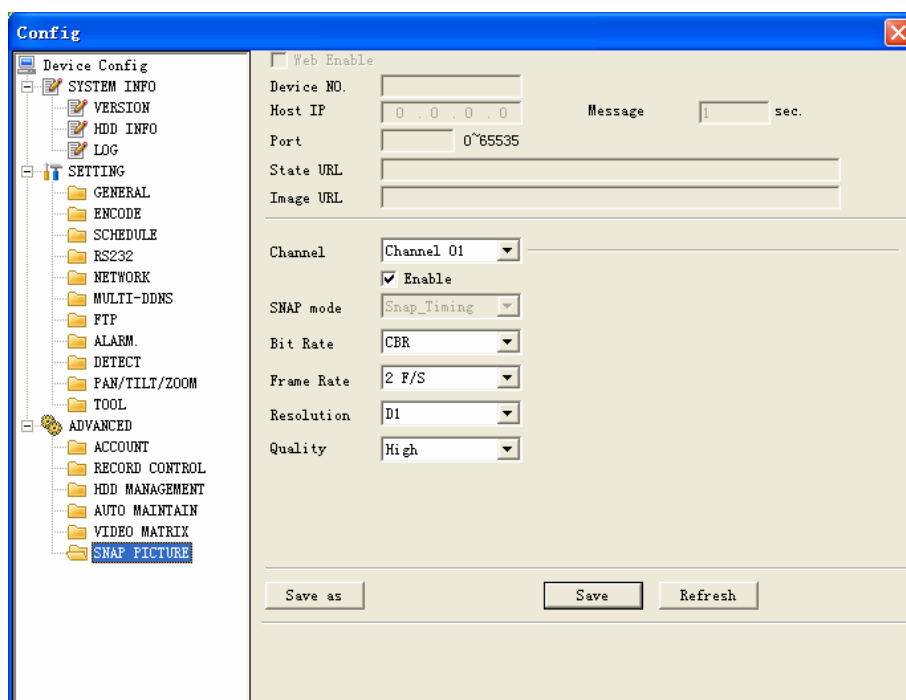 Config
Device Config
SYSTEM INFO
VERSION
HDD INFO
LOG
SETTING
GENERAL
ENCODE
SCHEDULE
RS232
NETWORK
MULTI-DDNS
FTP
ALARM.
DETECT
PAN/TILT/ZOOM
TOOL
ADVANCED
ACCOUNT
RECORD CONTROL
HDD MANAGEMENT
AUTO MAINTAIN
VIDEO MATRIX
SNAP PICTURE
Web Enable
Device NO.
Host IP 0 . 0 . 0 . 0 Message 1 sec.
Port 0~65535
State URL
Image URL
Channel Channel 01
Enable
SNAP mode Snap_Timing
Bit Rate CBR
Frame Rate 2 F/S
Resolution D1
Quality High
Save as Save Refresh